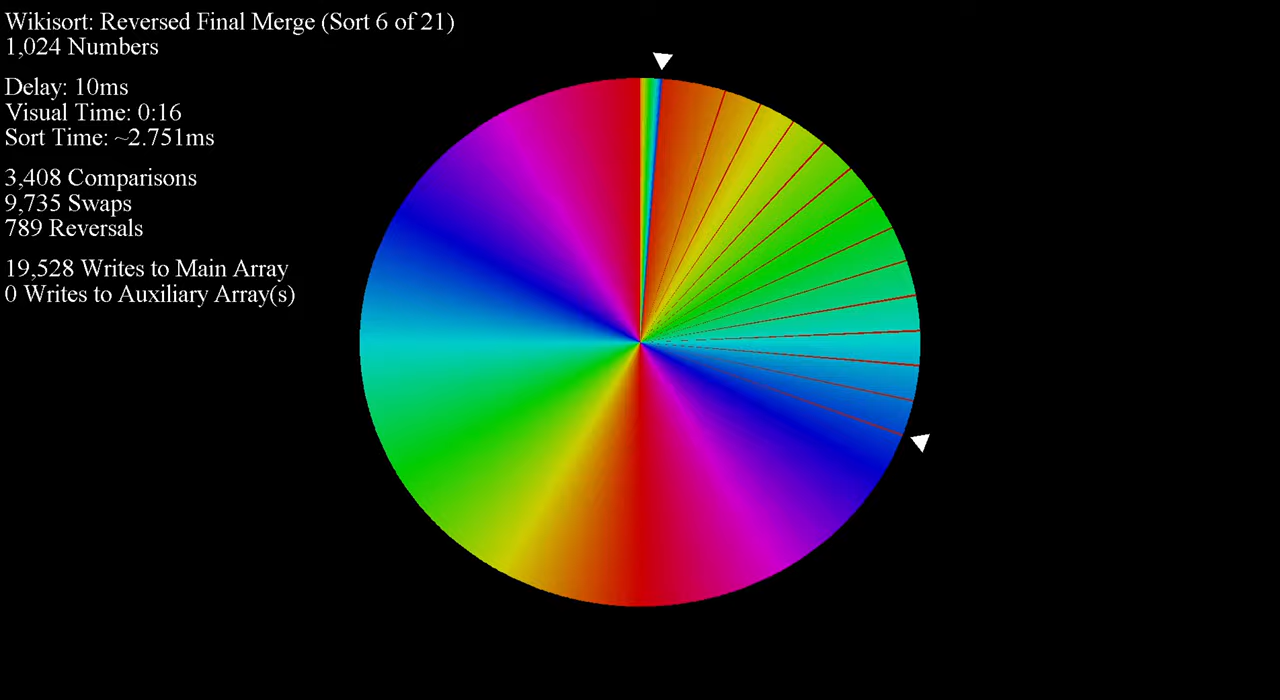 Wikisort: Reversed Final Merge (Sort 6 of 21)
1,024 Numbers
Delay: 10ms
Visual Time: 0:16
Sort Time: ~2.751ms
3,408 Comparisons
9,735 Swaps
789 Reversals
19,528 Writes to Main Array
0 Writes to Auxiliary Array(s)